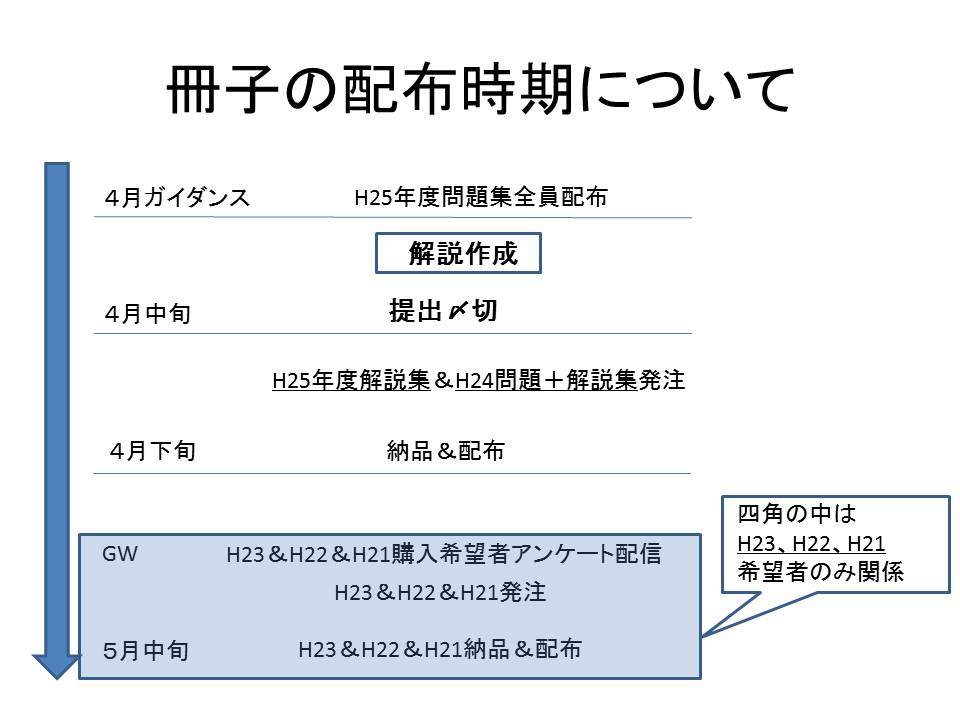 冊子の配布時期について
４月ガイダンス H25年度問題集全員配布
解説作成
４月中旬 提出〆切
H25年度解説集＆H24問題＋解説集発注
４月下旬 納品＆配布
四角の中は
H23、H22、H21
希望者のみ関係
GW H23＆H22＆H21購入希望者アンケート配信
H23＆H22＆H21発注
５月中旬 H23＆H22＆H21納品＆配布